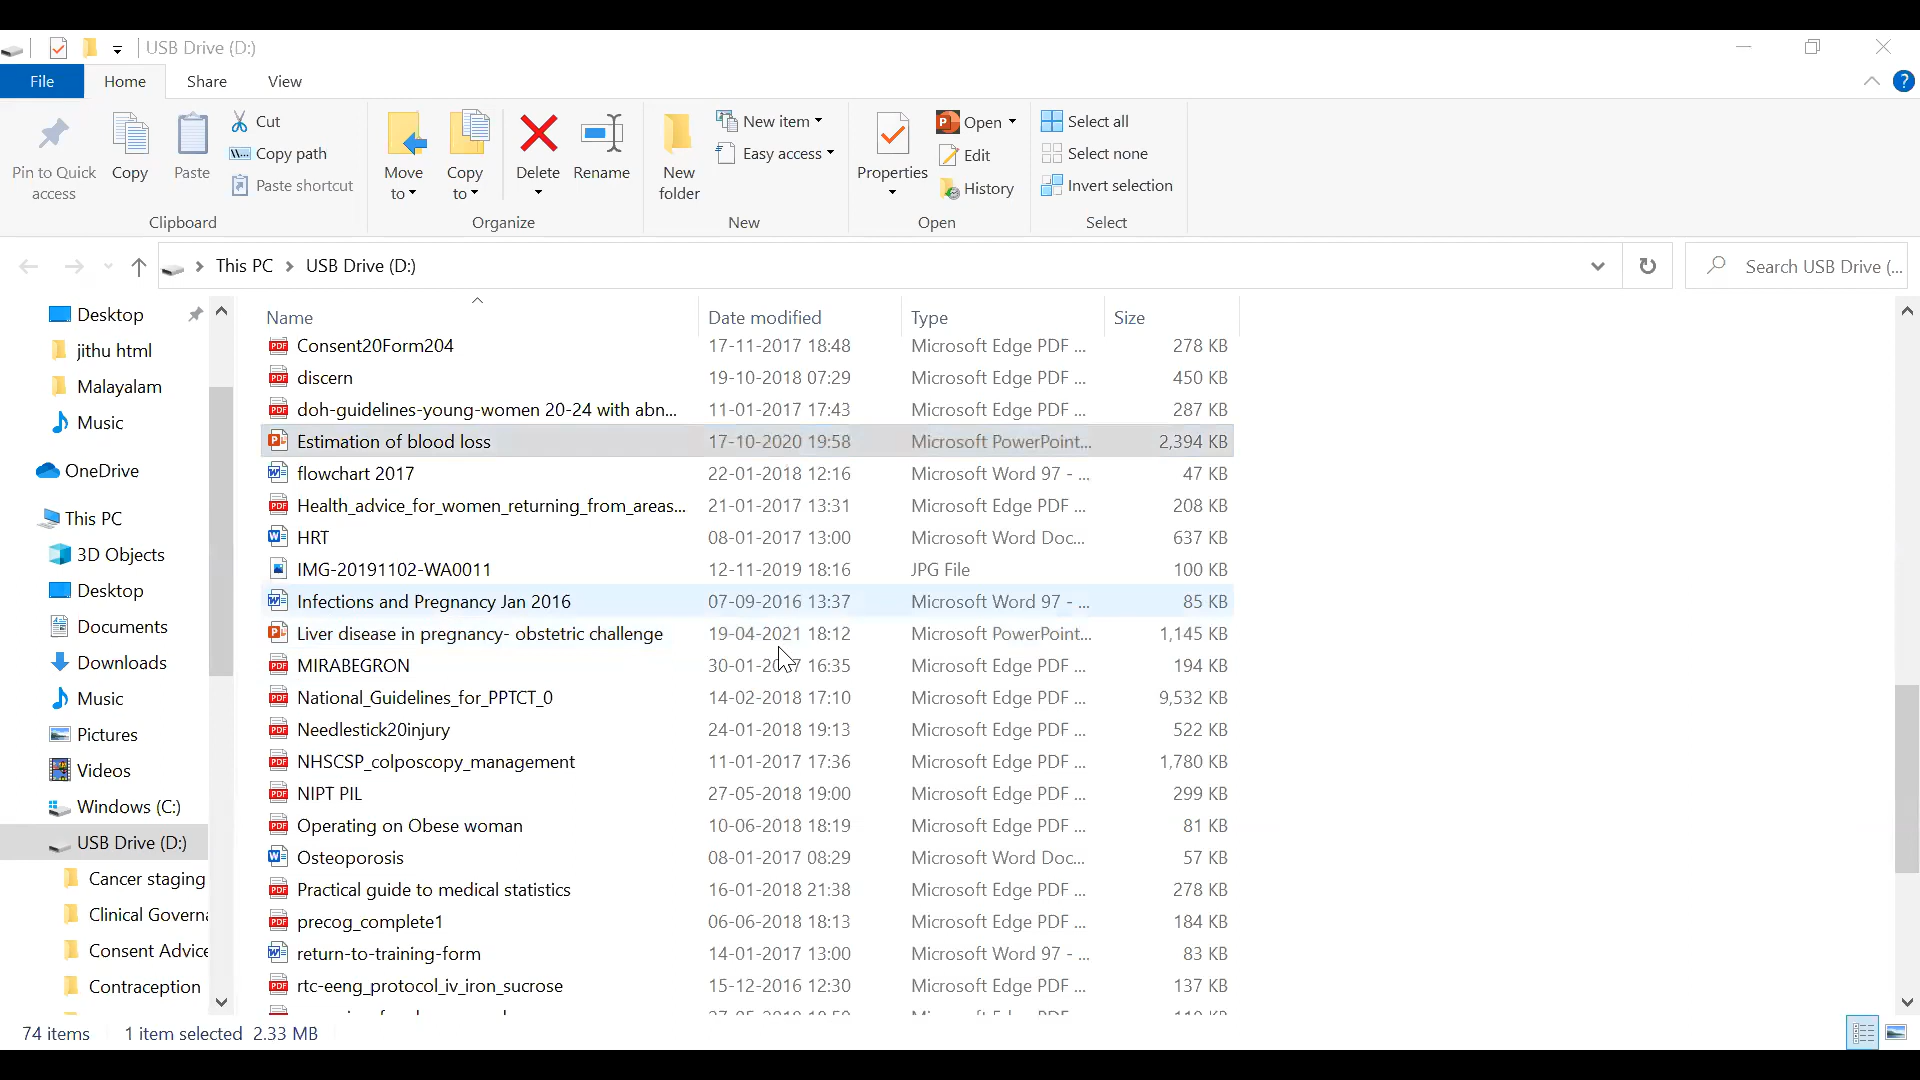 USB Drive (D:)
File Home Share View
Pin to Quick access
Copy
Paste
Cut
Copy path
Paste shortcut
Clipboard
Move to
Copy to
Delete
Rename
Organize
New folder
New item
Easy access
New
Properties
Open
Edit
History
Open
Select all
Select none
Invert selection
Select
This PC > USB Drive (D:)
Search USB Drive (...
Desktop
jithu html
Malayalam
Music
OneDrive
This PC
3D Objects
Desktop
Documents
Downloads
Music
Pictures
Videos
Windows (C:)
USB Drive (D:)
Cancer staging
Clinical Governa
Consent Advice
Contraception
Name Date modified Type Size
Consent20Form204 17-11-2017 18:48 Microsoft Edge PDF ... 278 KB
discern 19-10-2018 07:29 Microsoft Edge PDF ... 450 KB
doh-guidelines-young-women 20-24 with abn... 11-01-2017 17:43 Microsoft Edge PDF ... 287 KB
Estimation of blood loss 17-10-2020 19:58 Microsoft PowerPoint... 2,394 KB
flowchart 2017 22-01-2018 12:16 Microsoft Word 97 - ... 47 KB
Health_advice_for_women_returning_from_areas... 21-01-2017 13:31 Microsoft Edge PDF ... 208 KB
HRT 08-01-2017 13:00 Microsoft Word Doc... 637 KB
IMG-20191102-WA0011 12-11-2019 18:16 JPG File 100 KB
Infections and Pregnancy Jan 2016 07-09-2016 13:37 Microsoft Word 97 - ... 85 KB
Liver disease in pregnancy- obstetric challenge 19-04-2021 18:12 Microsoft PowerPoint... 1,145 KB
MIRABEGRON 30-01-2017 16:35 Microsoft Edge PDF ... 194 KB
National_Guidelines_for_PPTCT_0 14-02-2018 17:10 Microsoft Edge PDF ... 9,532 KB
Needlestick20injury 24-01-2018 19:13 Microsoft Edge PDF ... 522 KB
NHSCSP_colposcopy_management 11-01-2017 17:36 Microsoft Edge PDF ... 1,780 KB
NIPT PIL 27-05-2018 19:00 Microsoft Edge PDF ... 299 KB
Operating on Obese woman 10-06-2018 18:19 Microsoft Edge PDF ... 81 KB
Osteoporosis 08-01-2017 08:29 Microsoft Word Doc... 57 KB
Practical guide to medical statistics 16-01-2018 21:38 Microsoft Edge PDF ... 278 KB
precog_complete1 06-06-2018 18:13 Microsoft Edge PDF ... 184 KB
return-to-training-form 14-01-2017 13:00 Microsoft Word 97 - ... 83 KB
rtc-eeng_protocol_iv_iron_sucrose 15-12-2016 12:30 Microsoft Edge PDF ... 137 KB
74 items 1 item selected 2.33 MB